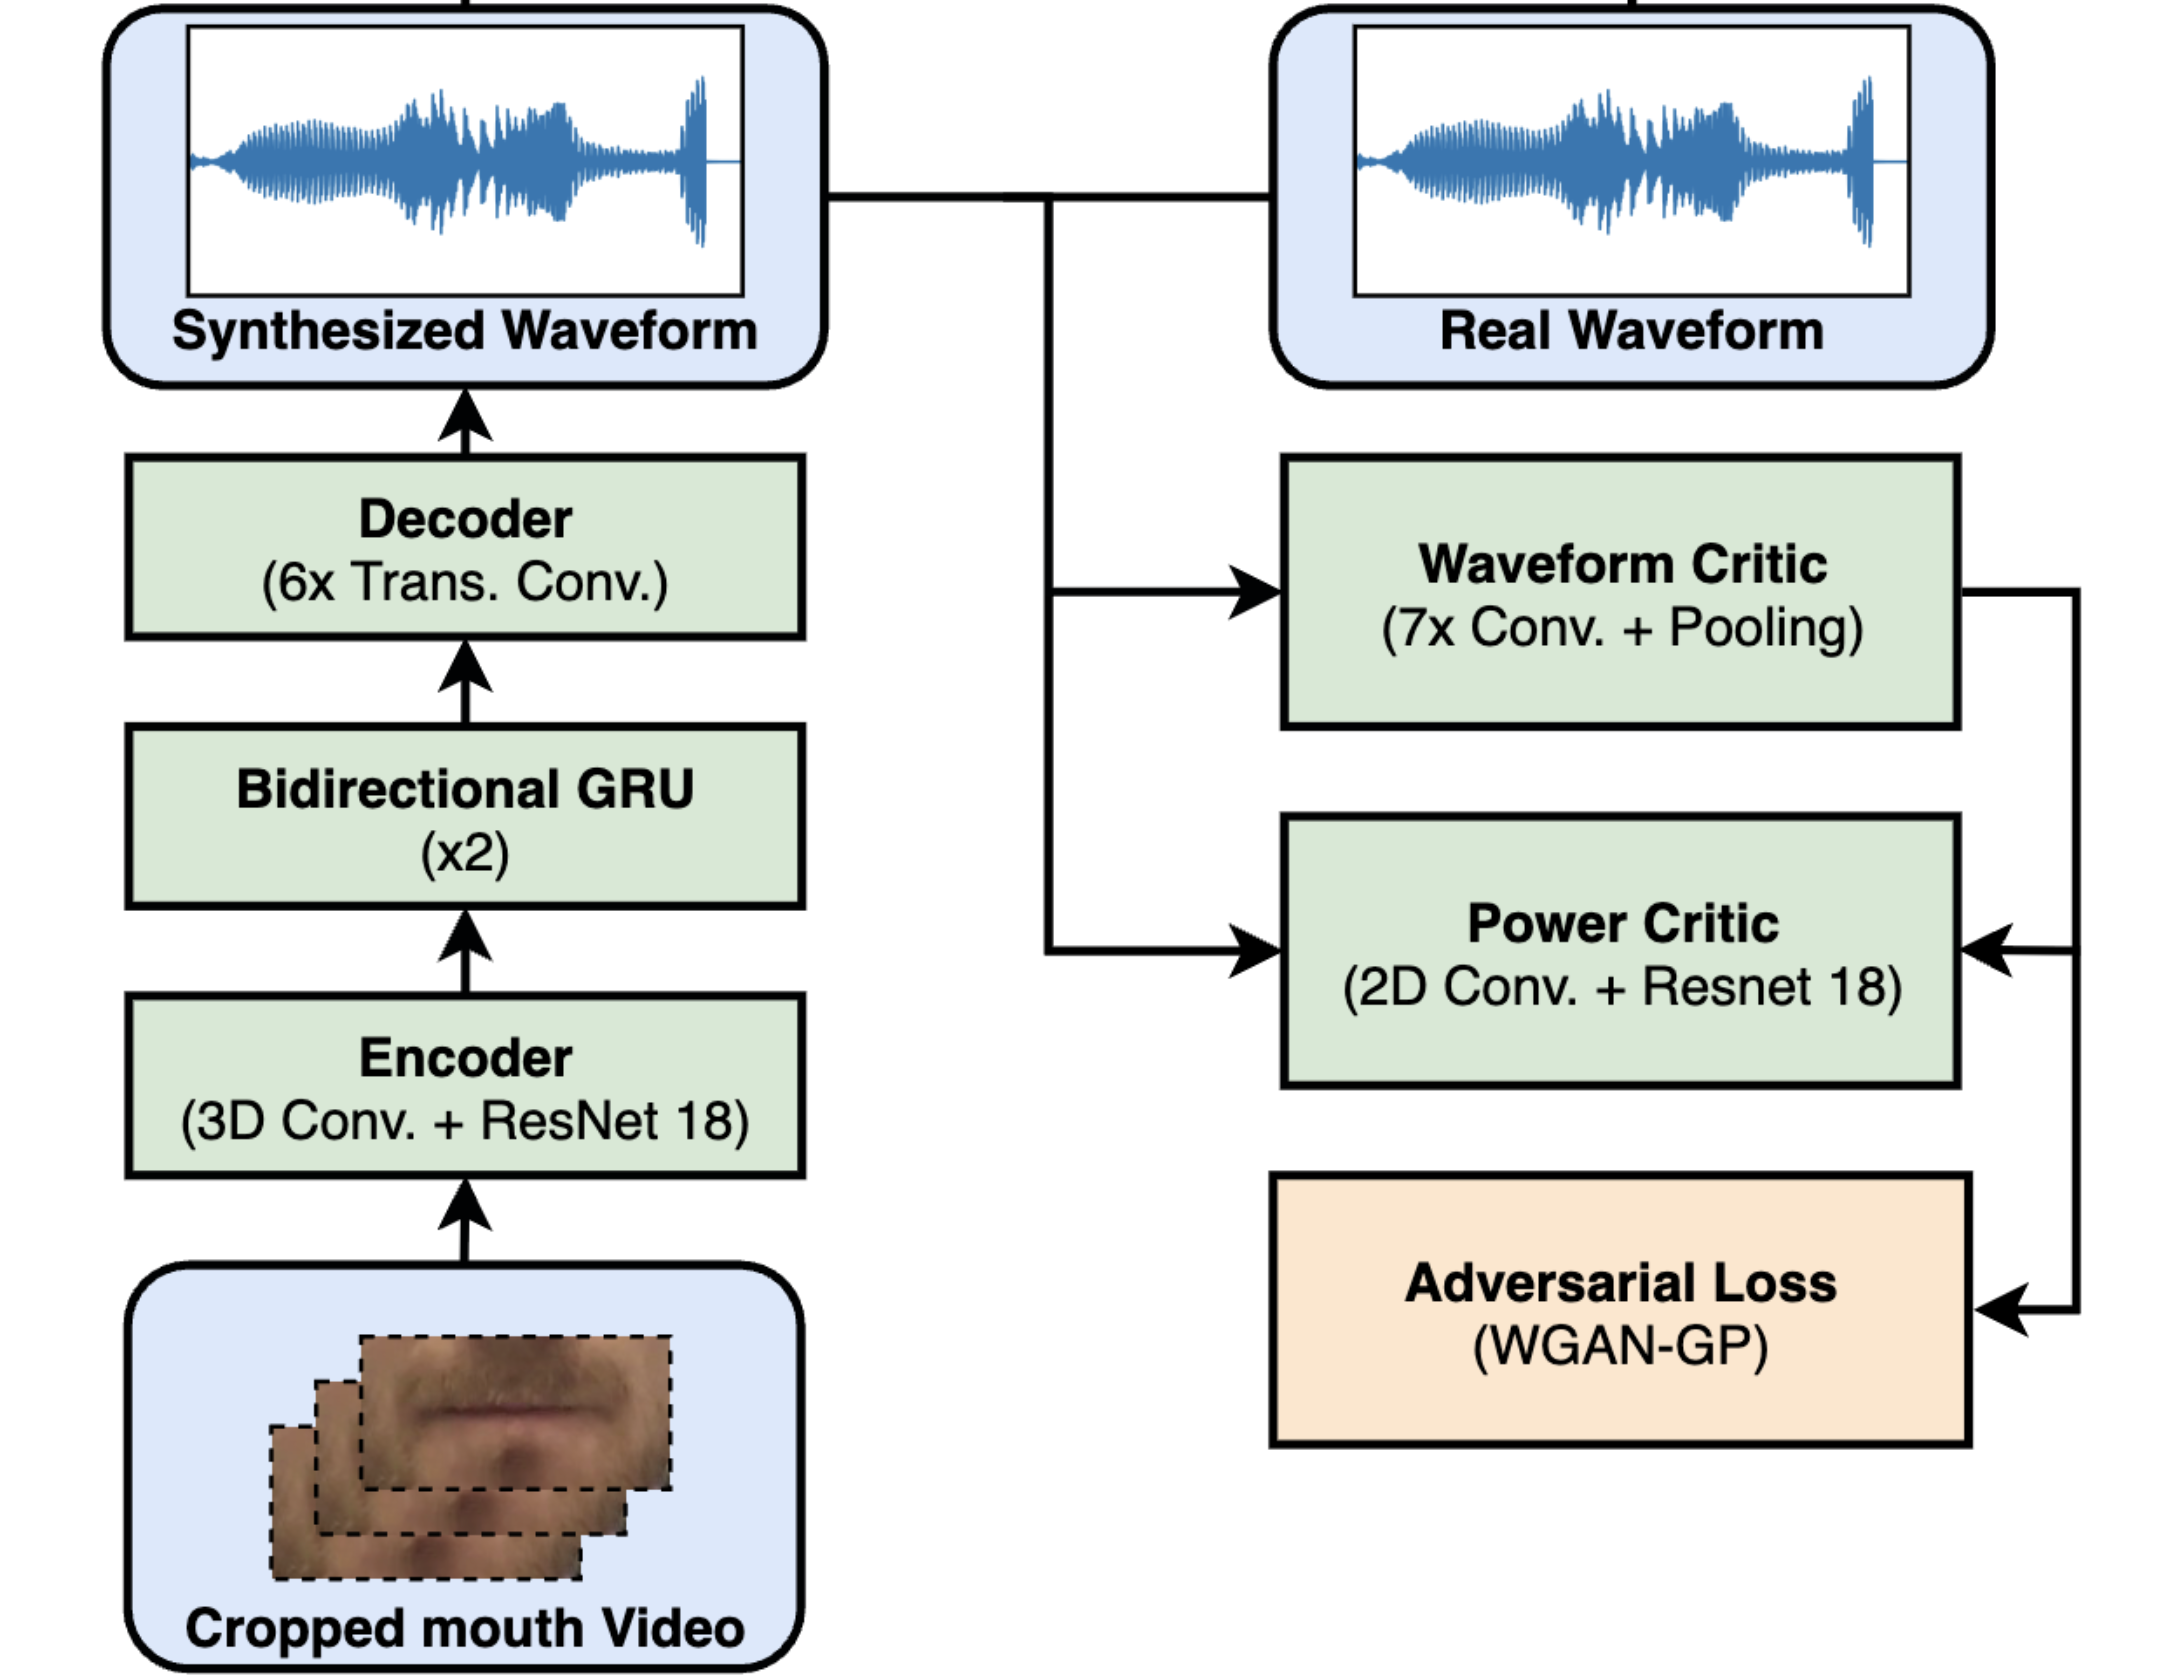 Synthesized Waveform
Real Waveform
Decoder
(6x Trans. Conv.)
Waveform Critic
(7x Conv. + Pooling)
Bidirectional GRU
(x2)
Power Critic
(2D Conv. + Resnet 18)
Encoder
(3D Conv. + ResNet 18)
Adversarial Loss
(WGAN-GP)
Cropped mouth Video